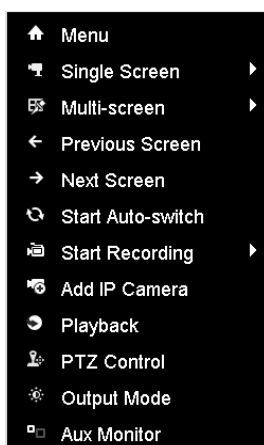 Menu
Single Screen
Multi-screen
Previous Screen
Next Screen
Start Auto-switch
Start Recording
Add IP Camera
Playback
PTZ Control
Output Mode
Aux Monitor